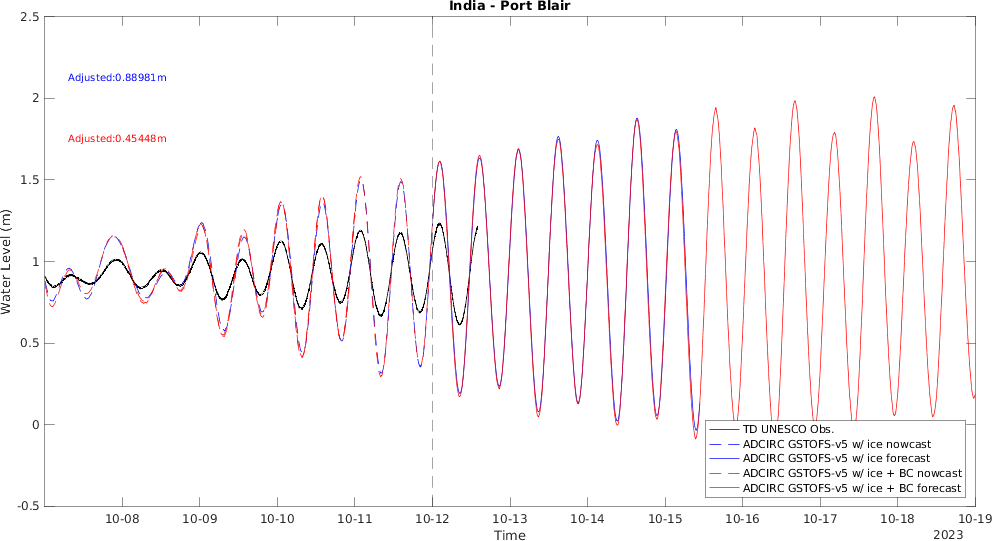 India - Port Blair
Water Level (m)
2.5
2
1.5
1
0.5
0
-0.5
Adjusted:0.88981m
Adjusted:0.45448m
TD UNESCO Obs.
ADCIRC GSTOFS-v5 w/ ice nowcast
ADCIRC GSTOFS-v5 w/ ice forecast
ADCIRC GSTOFS-v5 w/ ice + BC nowcast
ADCIRC GSTOFS-v5 w/ ice + BC forecast
10-08 10-09 10-10 10-11 10-12 10-13 10-14 10-15 10-16 10-17 10-18 10-19
Time
2023